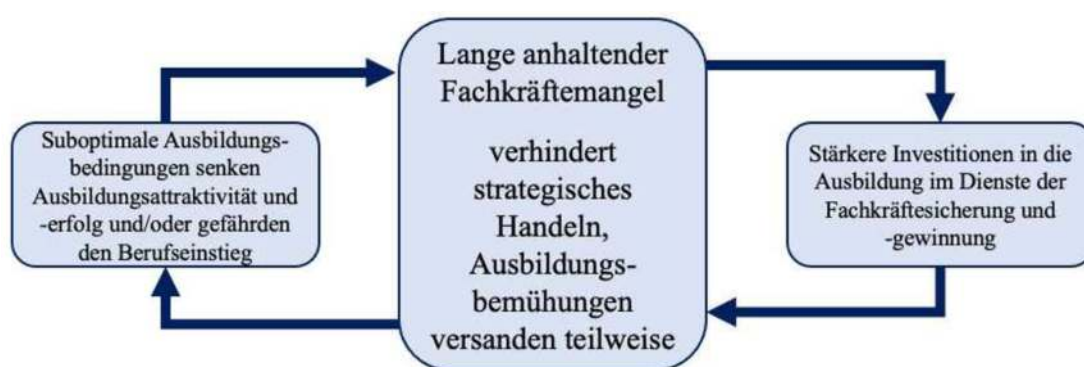 Suboptimale Ausbildungs-
bedingungen senken
Ausbildungsattraktivität und
-erfolg und/oder gefährden
den Berufseinstieg
Lange anhaltender
Fachkräftemangel
verhindert
strategisches
Handeln,
Ausbildungs-
bemühungen
versanden teilweise
Stärkere Investitionen in die
Ausbildung im Dienste der
Fachkräftesicherung und
-gewinnung